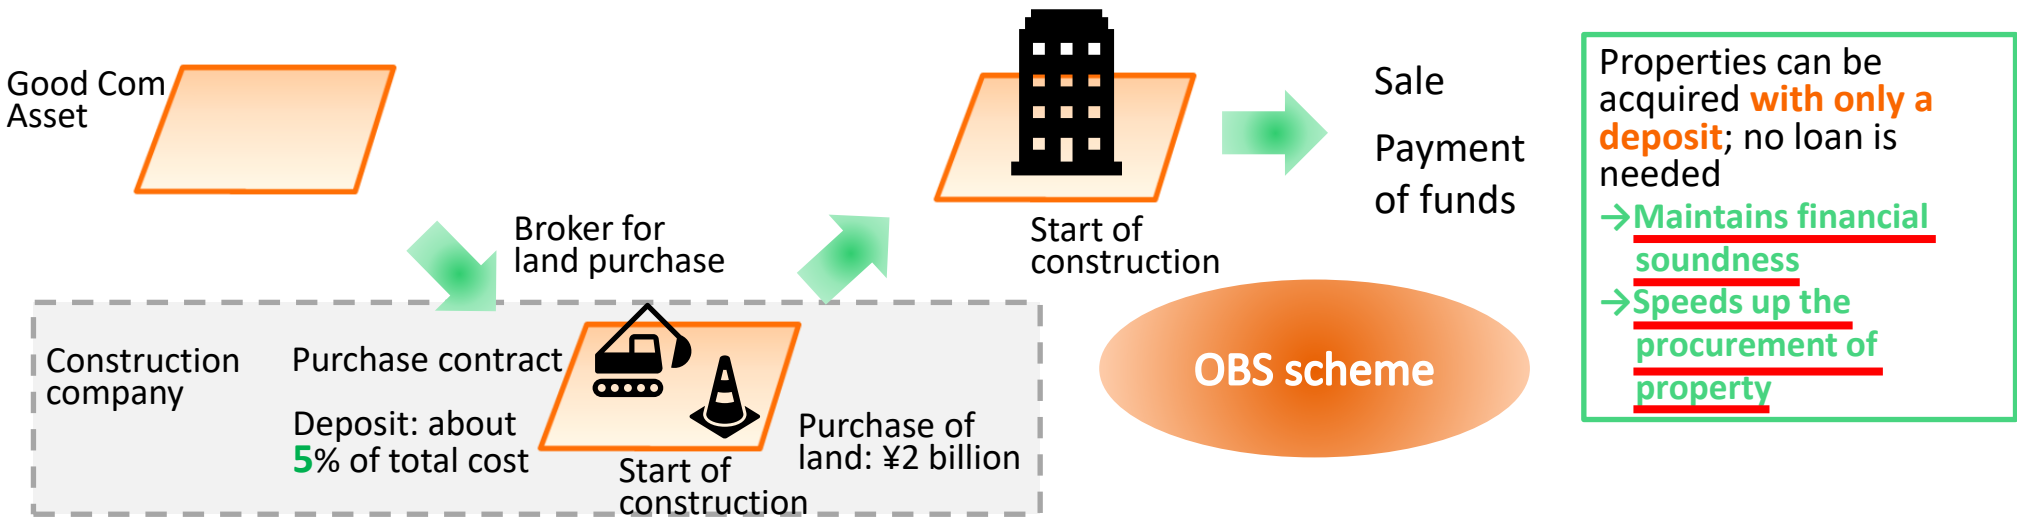 Good Com
Asset
Broker for
land purchase
Construction
company
Purchase contract
Deposit: about
5% of total cost
Start of
construction
Purchase of
land: ¥2 billion
Start of
construction
Sale
Payment
of funds
OBS scheme
Properties can be
acquired with only a
deposit; no loan is
needed
→Maintains financial
soundness
→Speeds up the
procurement of
property